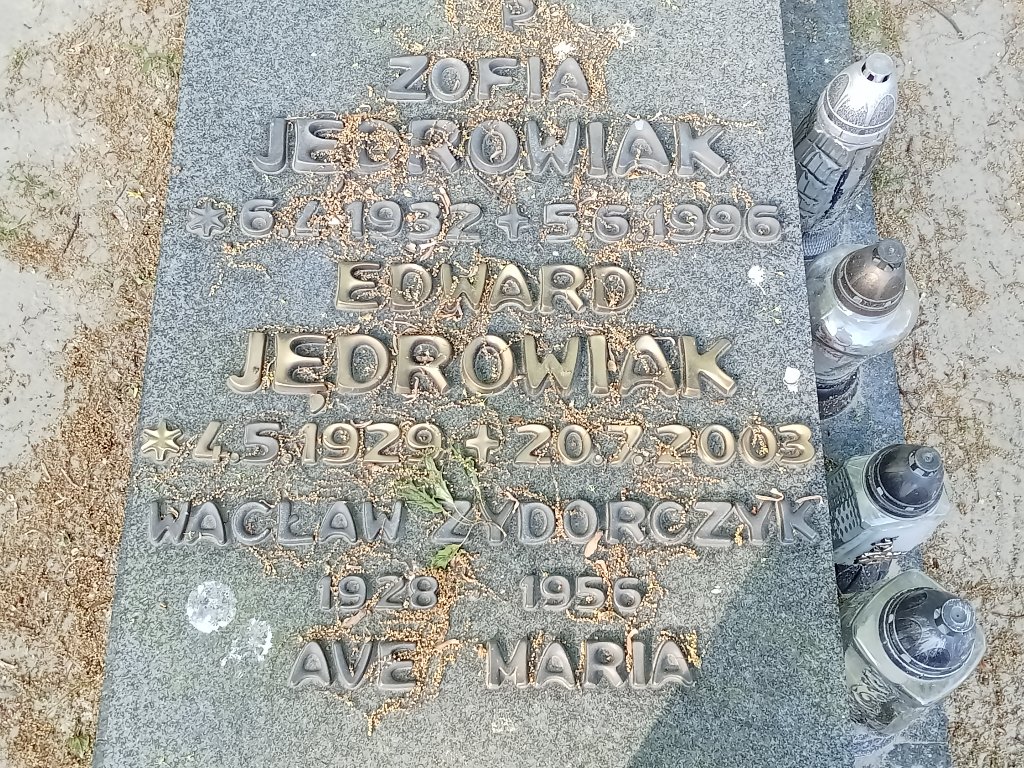 P
ZOFIA
JĘDROWIAK
* 6.4.1932 + 5.6.1996
EDWARD
JĘDROWIAK
* 4.5.1929 + 20.7.2003
WACŁAW ZYDORCZYK
1928 1956
AVE MARIA